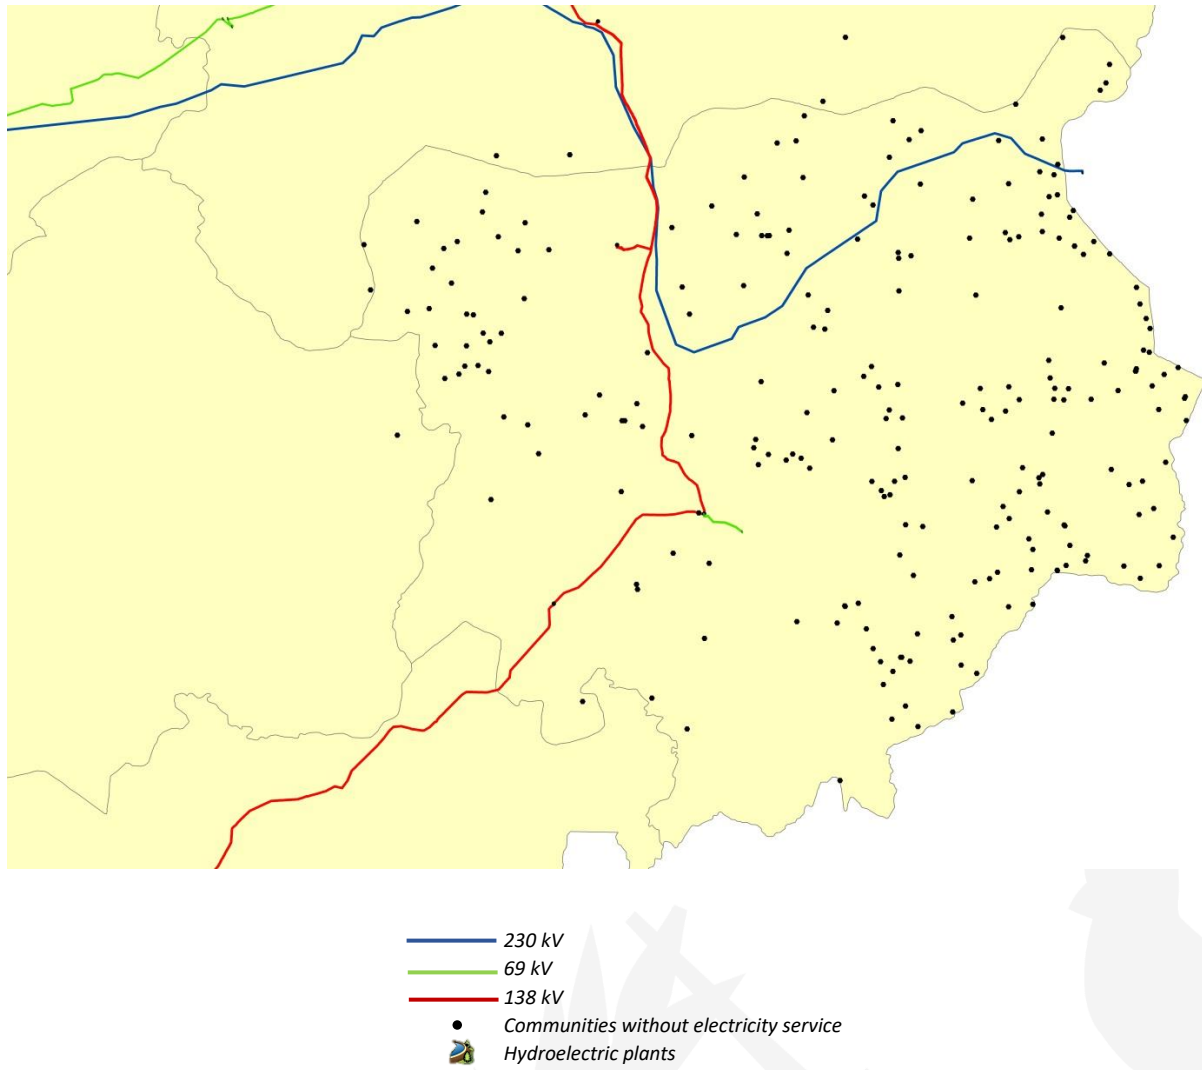 230 kV
69 kV
138 kV
Communities without electricity service
Hydroelectric plants